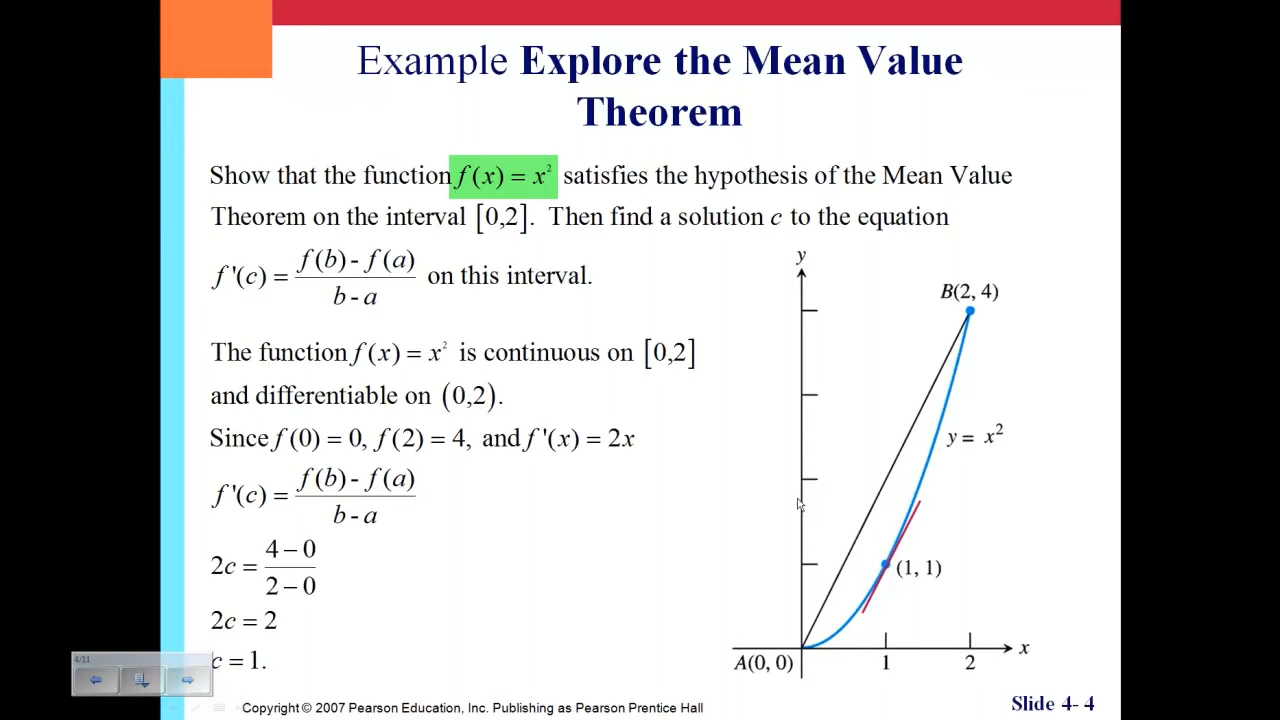 Example Explore the Mean Value
Theorem
Show that the function f(x) = x² satisfies the hypothesis of the Mean Value
Theorem on the interval [0,2]. Then find a solution c to the equation
f'(c) = f(b) - f(a) / b - a on this interval.
The function f(x) = x² is continuous on [0,2]
and differentiable on (0,2).
Since f(0) = 0, f(2) = 4, and f'(x) = 2x
f'(c) = f(b) - f(a) / b - a
2c = 4 – 0 / 2 – 0
2c = 2
c = 1.
y
B(2, 4)
y = x²
(1, 1)
x
A(0, 0)
1
2
4/11
Copyright © 2007 Pearson Education, Inc. Publishing as Pearson Prentice Hall
Slide 4- 4